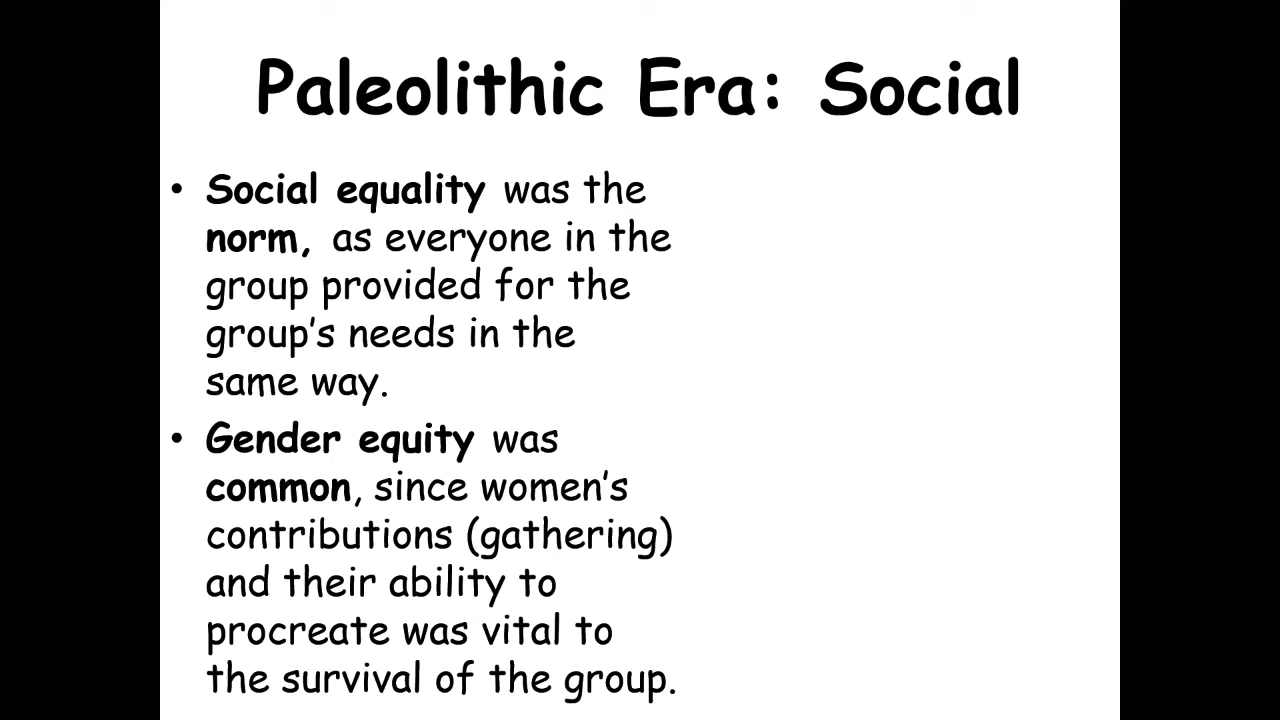 Paleolithic Era: Social
• Social equality was the
norm, as everyone in the
group provided for the
group’s needs in the
same way.
• Gender equity was
common, since women’s
contributions (gathering)
and their ability to
procreate was vital to
the survival of the group.